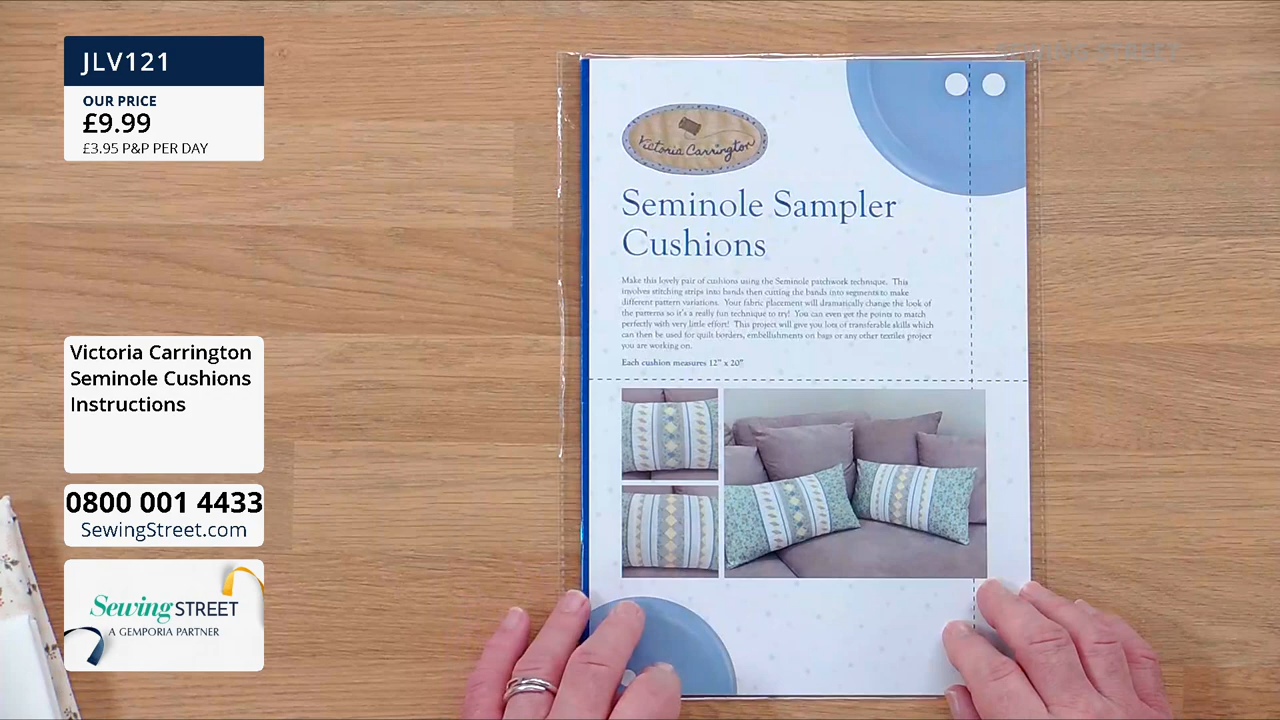 JLV121
OUR PRICE
£9.99
£3.95 P&P PER DAY
Victoria Carrington
Seminole Cushions
Instructions
0800 001 4433
SewingStreet.com
Sewing STREET
A GEMPORIA PARTNER
SEWING STREET
Victoria Carrington
Seminole Sampler
Cushions
Make this lovely pair of cushions using the Seminole patchwork technique. This
involves stitching strips into bands then cutting the bands into segments to make
different pattern variations. Your fabric placement will dramatically change the look of
the patterns so it's a really fun technique to try! You can even get the points to match
perfectly with very little effort! This project will give you lots of transferable skills which
can then be used for quilt borders, embellishments on bags or any other textiles project
you are working on.
Each cushion measures 12" x 20"